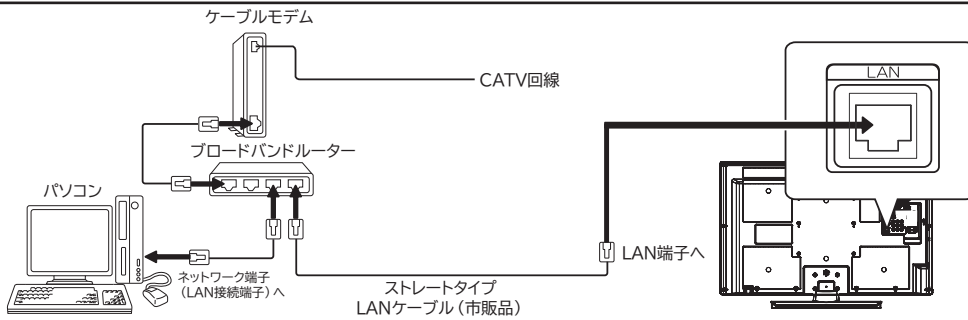 ケーブルモデム
CATV回線
LAN
ブロードバンドルーター
パソコン
LAN端子へ
ネットワーク端子
（LAN接続端子）へ
ストレートタイプ
LANケーブル（市販品）